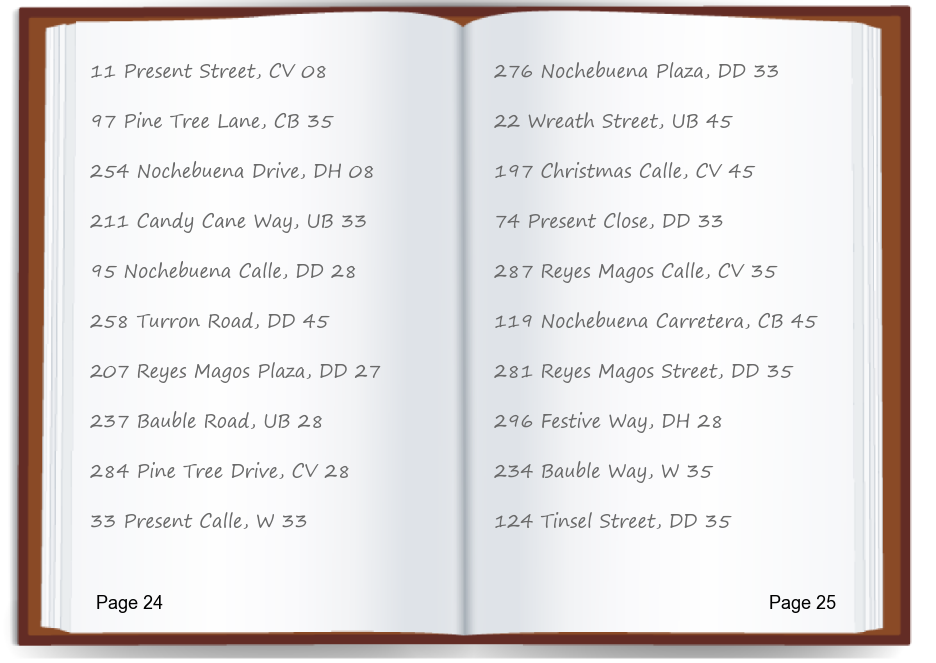 11 Present Street, CV 08
97 Pine Tree Lane, CB 35
254 Nochebuena Drive, DH 08
211 Candy Cane Way, UB 33
95 Nochebuena Calle, DD 28
258 Turron Road, DD 45
207 Reyes Magos Plaza, DD 27
237 Bauble Road, UB 28
284 Pine Tree Drive, CV 28
33 Present Calle, W 33
Page 24
276 Nochebuena Plaza, DD 33
22 Wreath Street, UB 45
197 Christmas Calle, CV 45
74 Present Close, DD 33
287 Reyes Magos Calle, CV 35
119 Nochebuena Carretera, CB 45
281 Reyes Magos Street, DD 35
296 Festive Way, DH 28
234 Bauble Way, W 35
124 Tinsel Street, DD 35
Page 25